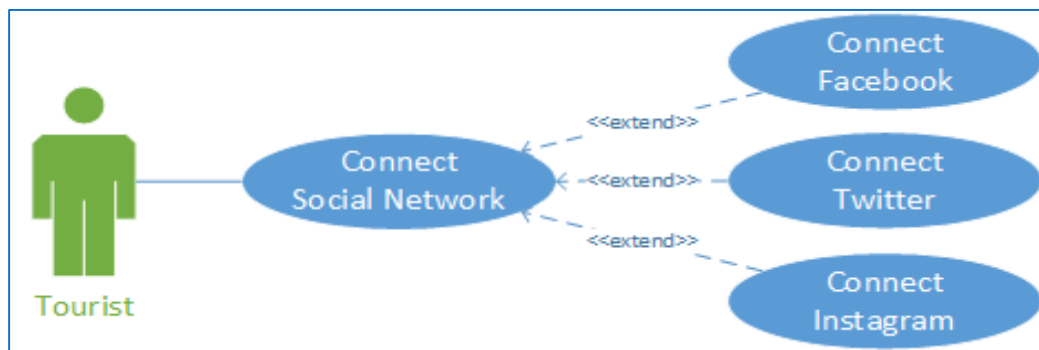 Connect
Facebook
<<extend>>
Connect
Social Network
<<extend>>
Connect
Twitter
<<extend>>
Connect
Instagram
Tourist